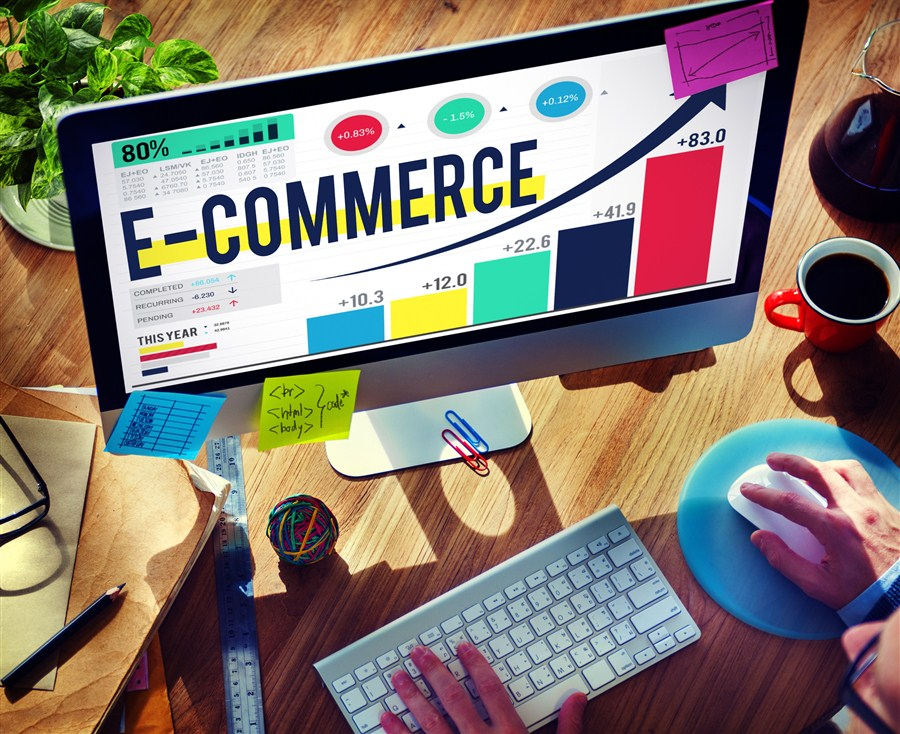 80%
+0.83%
- 1.5%
+0.12%
EJ+EO
LSM/VK
EJ+EO
IDGH
EJ+EO
E-COMMERCE
+10.3
+12.0
+22.6
+41.9
+83.0
COMPLETED +86.054
RECURRING -6.230
PENDING +23.432
THIS YEAR
<br>
<html>
<body>
code*